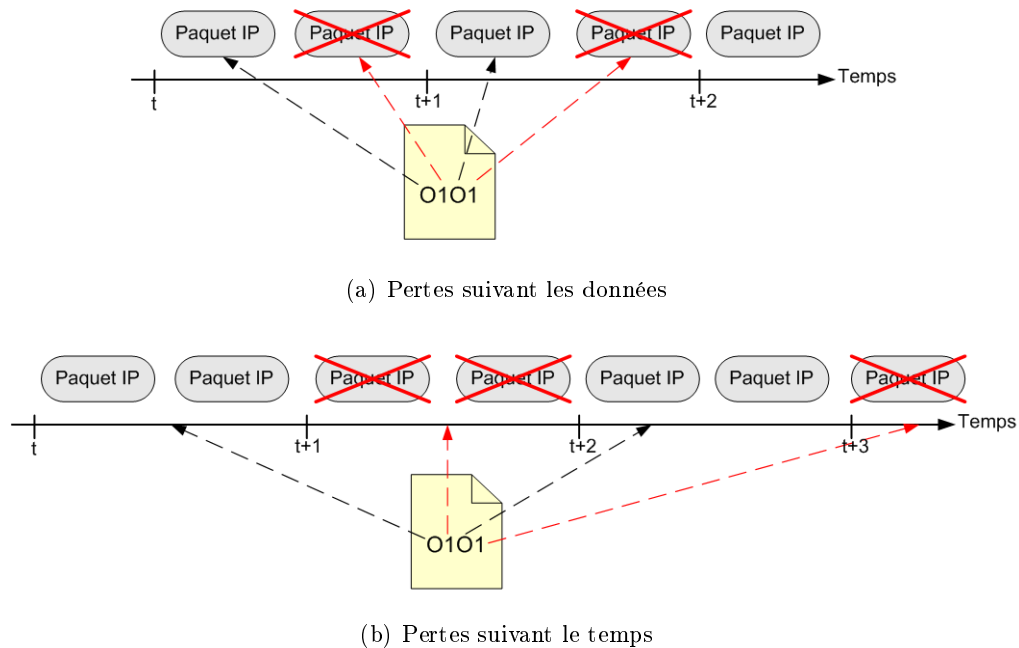 Paquet IP Paquet IP Paquet IP Paquet IP Paquet IP
Temps
t t+1 t+2
O1O1
(a) Pertes suivant les données
Paquet IP Paquet IP Paquet IP Paquet IP Paquet IP Paquet IP Paquet IP
Temps
t t+1 t+2 t+3
O1O1
(b) Pertes suivant le temps